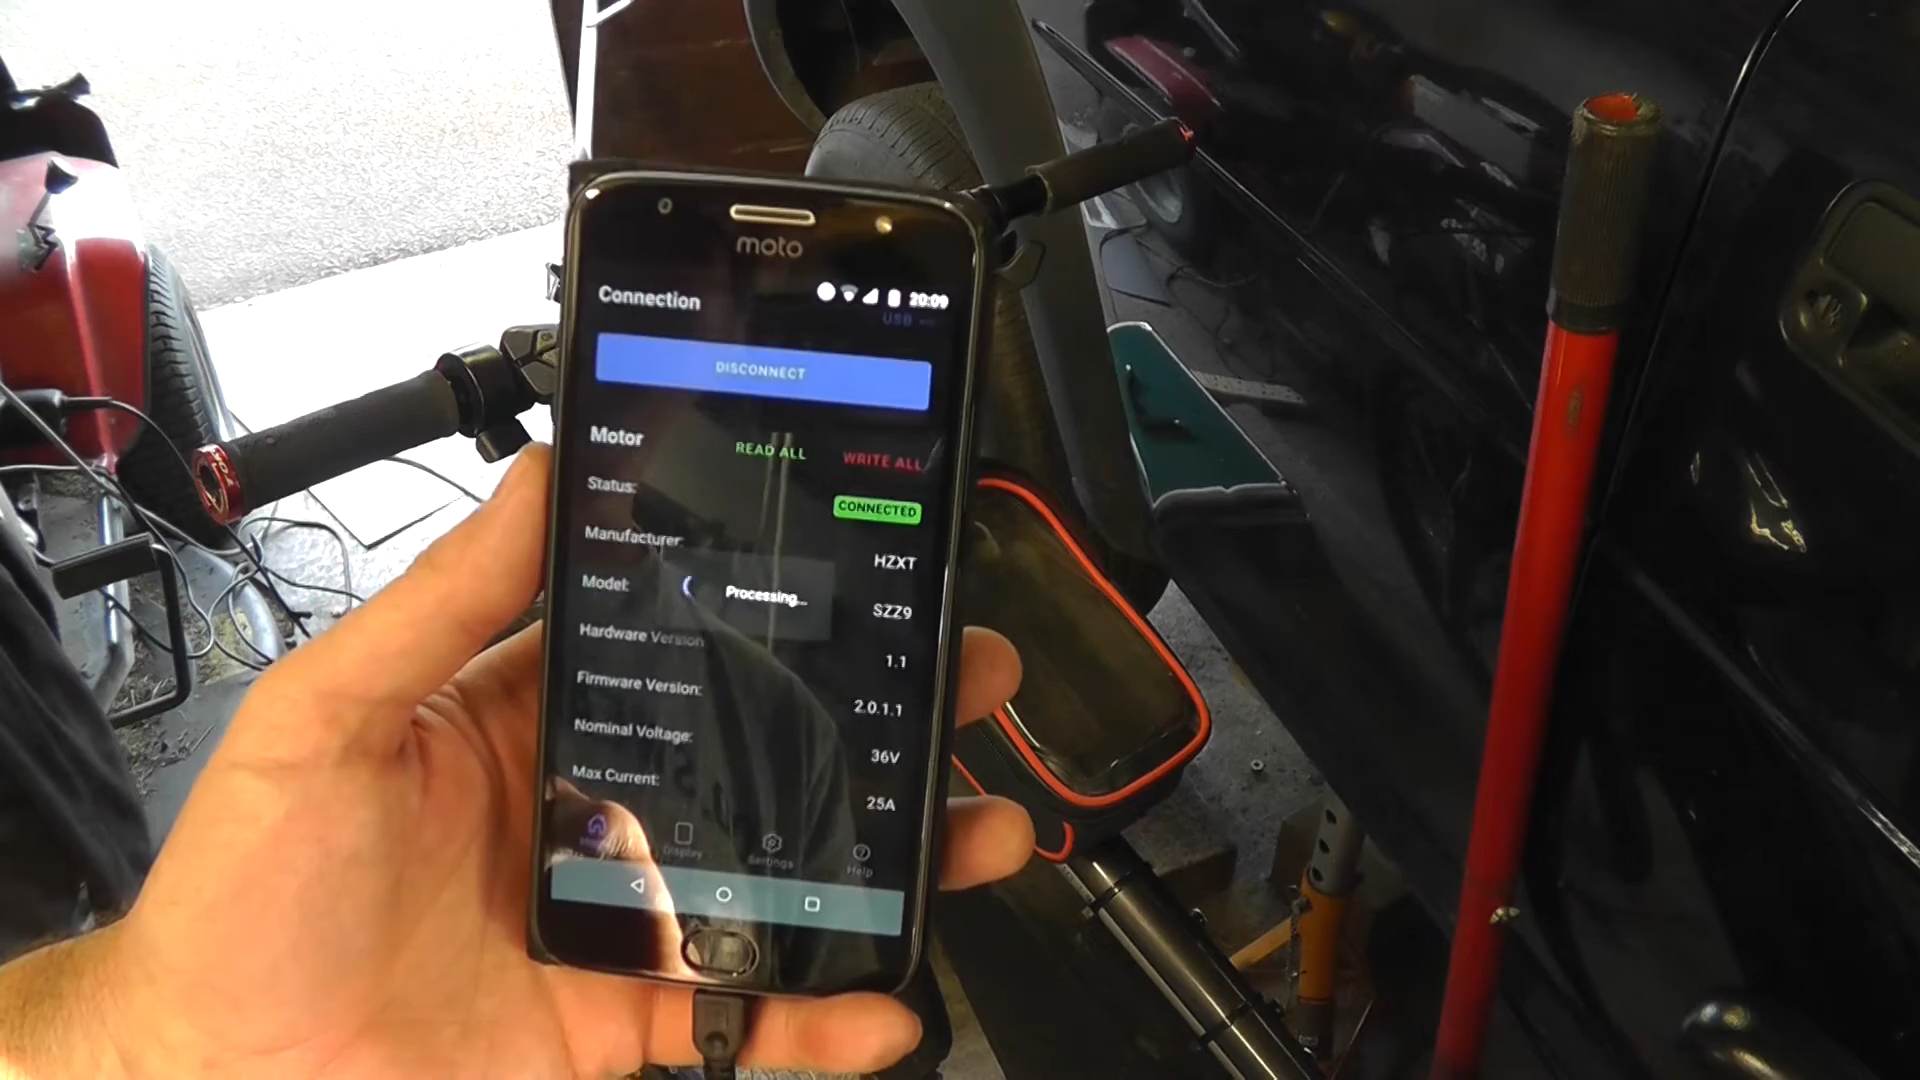 moto
20:09
Connection
USB
DISCONNECT
Motor
READ ALL
WRITE ALL
Status:
CONNECTED
Manufacturer:
HZXT
Model:
SZZ9
Processing...
Hardware Version
1.1
Firmware Version:
2.0.1.1
Nominal Voltage:
36V
Max Current:
25A
Display
Settings
Help